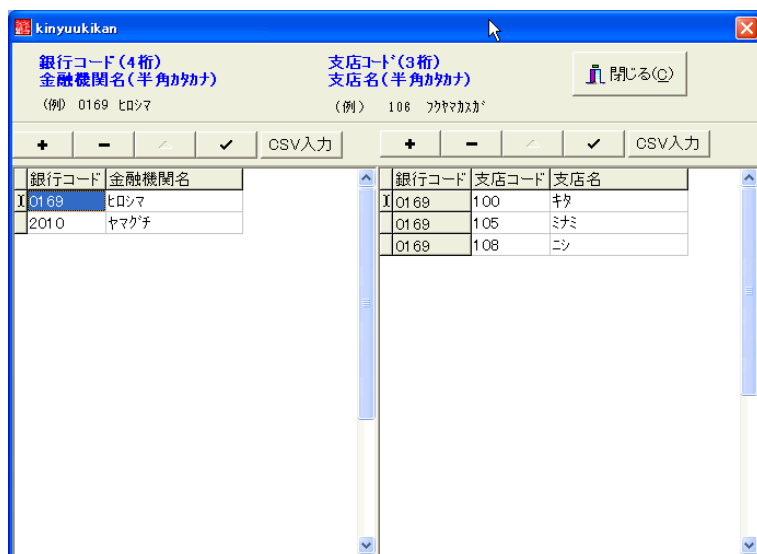 kinyuukikan
銀行コード(4桁)
金融機関名(半角ｶﾀｶﾅ)
(例) 0169 ﾋﾛｼﾏ
支店ｺｰﾄﾞ(3桁)
支店名(半角ｶﾀｶﾅ)
(例) 106 ﾌｸﾔﾏｶｽｶﾞ
閉じる(C)
CSV入力
CSV入力
銀行コード 金融機関名
0169 ﾋﾛｼﾏ
2010 ﾔﾏｸﾞﾁ
銀行コード 支店コード 支店名
0169 100 ｷﾀ
0169 105 ﾐﾅﾐ
0169 108 ﾆｼ